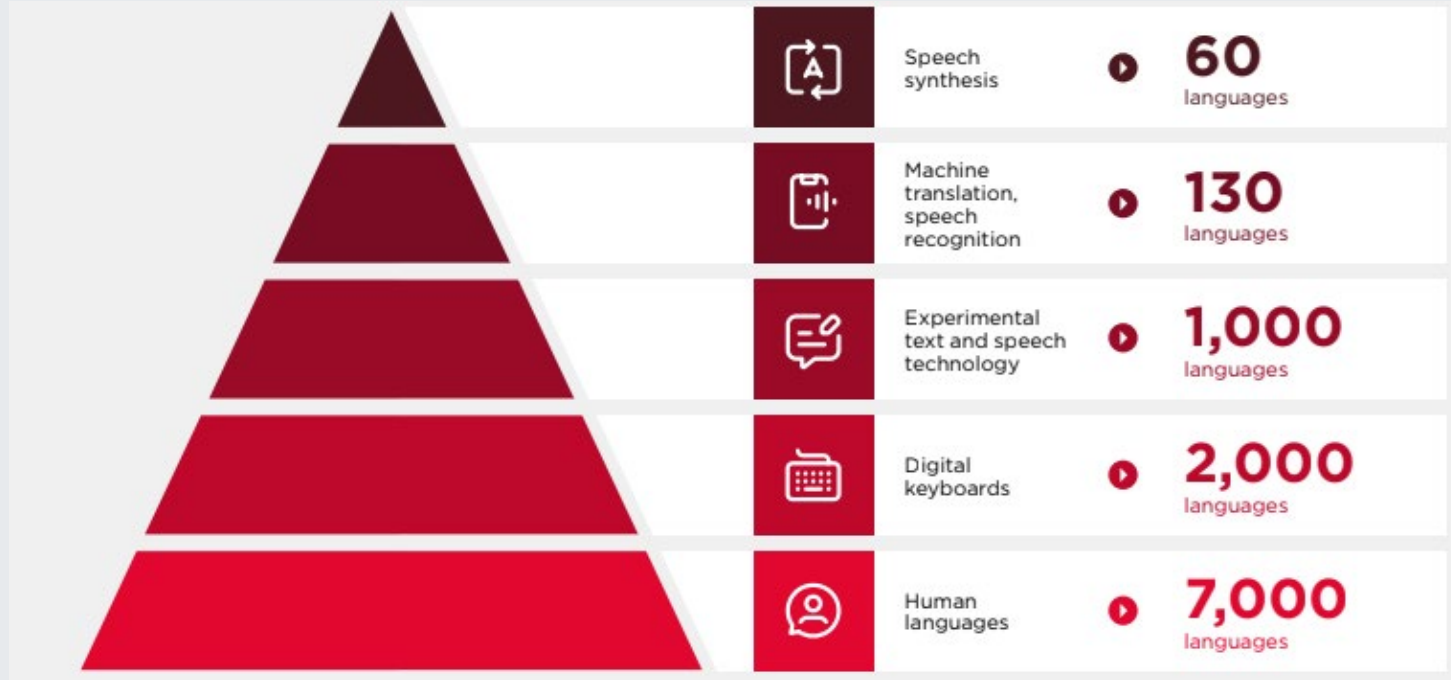 Speech
synthesis
60
languages
Machine
translation,
speech
recognition
130
languages
Experimental
text and speech
technology
1,000
languages
Digital
keyboards
2,000
languages
Human
languages
7,000
languages